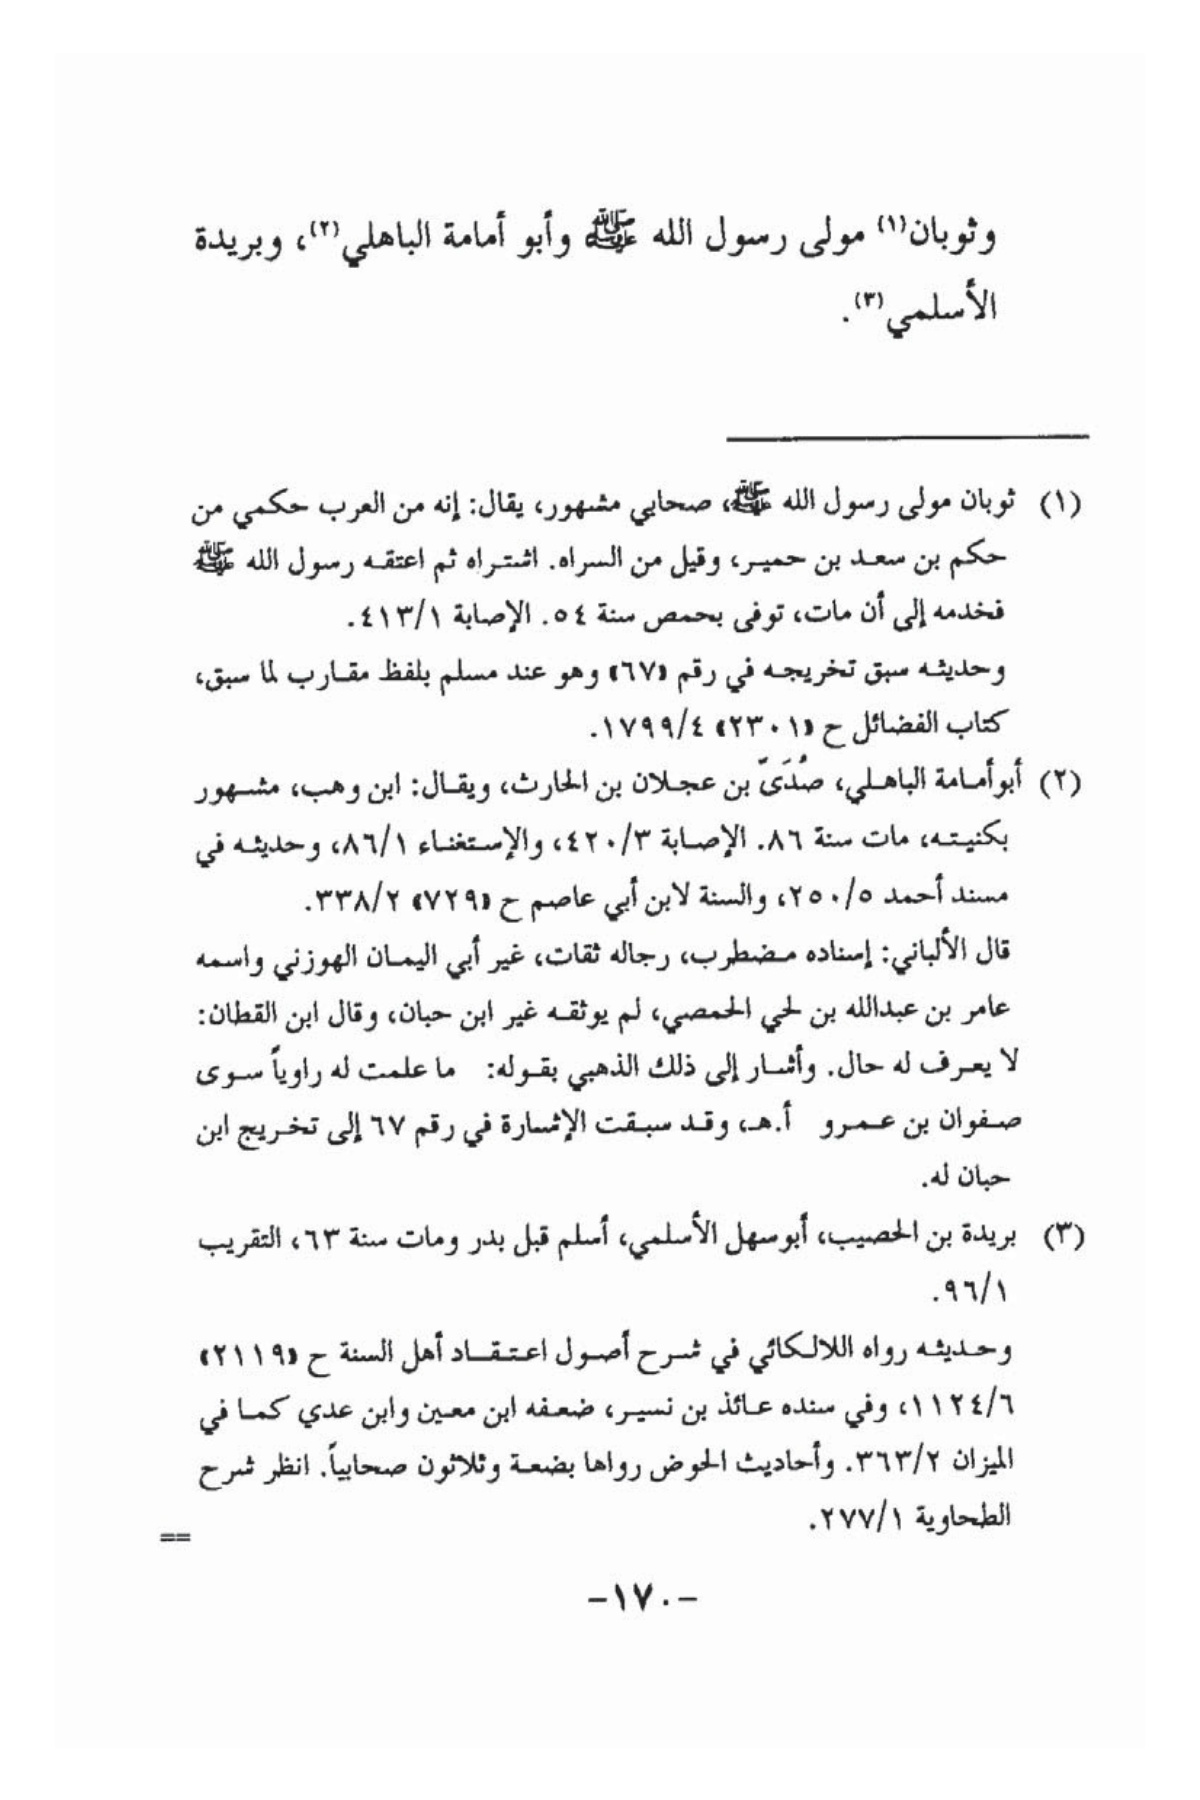 وثوبان(١) مولى رسول الله ﷺ وأبو أمامة الباهلي(٢)، وبريدة
الأسلمي(٣).
(١) ثوبان مولى رسول الله ﷺ، صحابي مشهور، يقال: إنه من العرب حكمي من
حكم بن سعد بن حمير، وقيل من السراه. اشتراه ثم اعتقه رسول الله ﷺ
فخدمه إلى أن مات، توفى بحمص سنة ٥٤. الإصابة ٤١٣/١.
وحديثه سبق تخريجه في رقم «٦٧» وهو عند مسلم بلفظ مقارب لما سبق،
كتاب الفضائل ح «٢٣٠١» ١٧٩٩/٤.
(٢) أبوأمامة الباهلي، صُدَىّ بن عجلان بن الحارث، ويقال: ابن وهب، مشهور
بكنيته، مات سنة ٨٦. الإصابة ٤٢٠/٣، والإستغناء ٨٦/١، وحديثه في
مسند أحمد ٢٥٠/٥، والسنة لابن أبي عاصم ح «٧٢٩» ٣٣٨/٢.
قال الألباني: إسناده مضطرب، رجاله ثقات، غير أبي اليمان الهوزني واسمه
عامر بن عبدالله بن لحي الحمصي، لم يوثقه غير ابن حبان، وقال ابن القطان:
لا يعرف له حال. وأشار إلى ذلك الذهبي بقوله: ما علمت له راوياً سوى
صفوان بن عمرو أ.هـ، وقد سبقت الإشارة في رقم ٦٧ إلى تخريج ابن
حبان له.
(٣) بريدة بن الحصيب، أبوسهل الأسلمي، أسلم قبل بدر ومات سنة ٦٣، التقريب
٩٦/١.
وحديثه رواه اللالكائي في شرح أصول اعتقاد أهل السنة ح «٢١١٩»
١١٢٤/٦، وفي سنده عائذ بن نسير، ضعفه ابن معين وابن عدي كما في
الميزان ٣٦٣/٢. وأحاديث الحوض رواها بضعة وثلاثون صحابياً. انظر شرح
الطحاوية ٢٧٧/١.
==
-١٧٠-